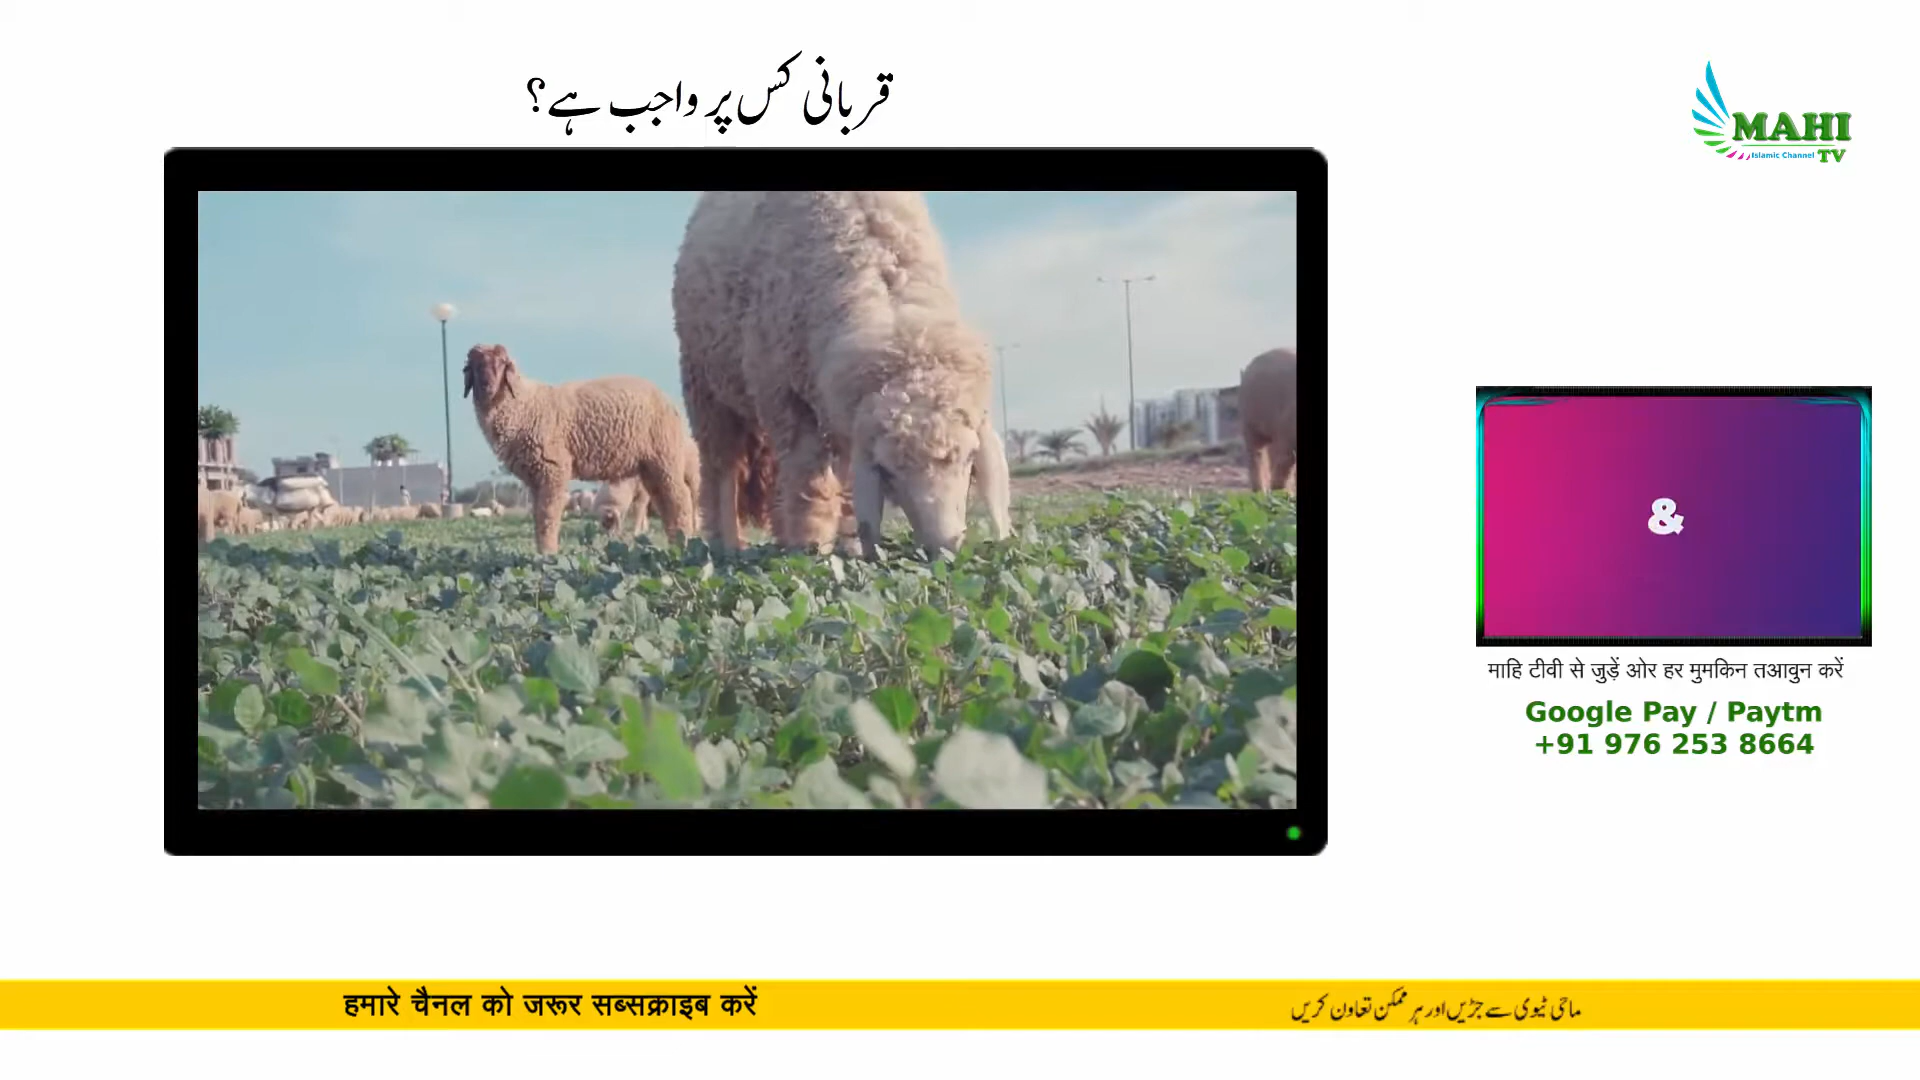 قربانی کس پر واجب ہے؟
MAHI
Islamic Channel TV
&
माहि टीवी से जुड़ें ओर हर मुमकिन तआवुन करें
Google Pay / Paytm
+91 976 253 8664
हमारे चैनल को जरूर सब्सक्राइब करें
ماہی ٹیوی سے جڑیں اور ہر ممکن تعاون کریں